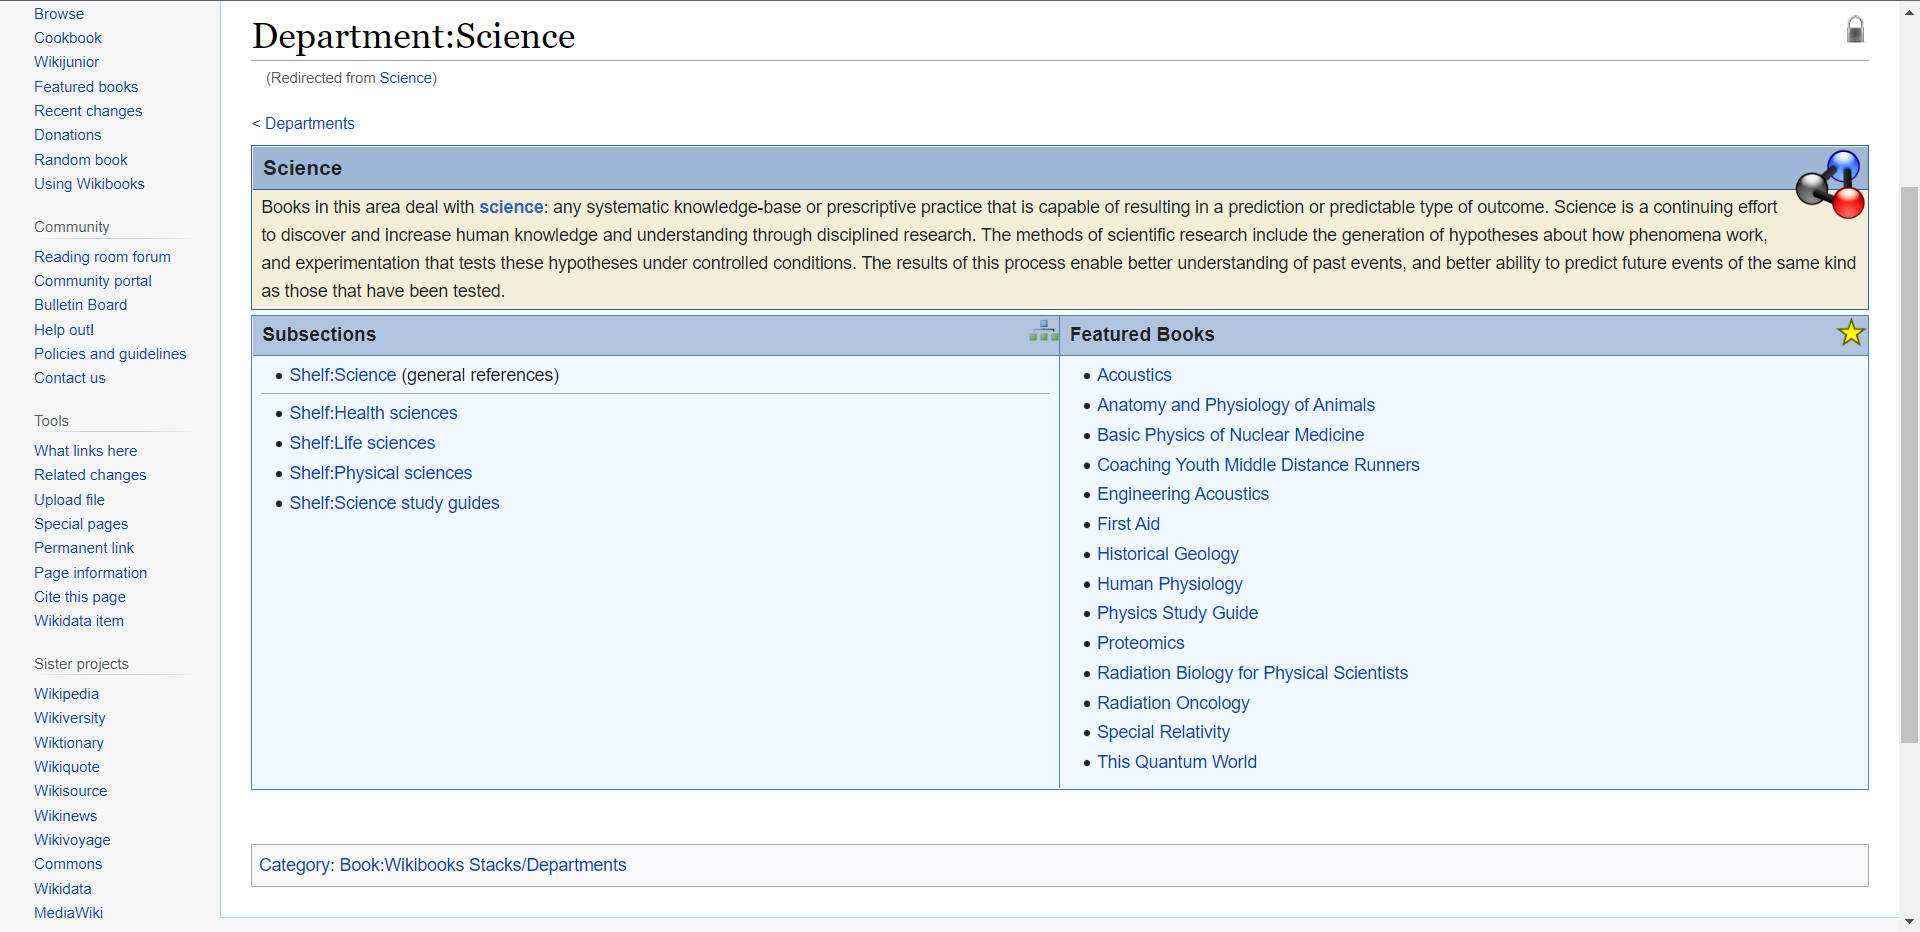 Browse
Cookbook
Wikijunior
Featured books
Recent changes
Donations
Random book
Using Wikibooks
Community
Reading room forum
Community portal
Bulletin Board
Help out!
Policies and guidelines
Contact us
Tools
What links here
Related changes
Upload file
Special pages
Permanent link
Page information
Cite this page
Wikidata item
Sister projects
Wikipedia
Wikiversity
Wiktionary
Wikiquote
Wikisource
Wikinews
Wikivoyage
Commons
Wikidata
MediaWiki
Department:Science
(Redirected from Science)
< Departments
Science
Books in this area deal with science: any systematic knowledge-base or prescriptive practice that is capable of resulting in a prediction or predictable type of outcome. Science is a continuing effort
to discover and increase human knowledge and understanding through disciplined research. The methods of scientific research include the generation of hypotheses about how phenomena work,
and experimentation that tests these hypotheses under controlled conditions. The results of this process enable better understanding of past events, and better ability to predict future events of the same kind
as those that have been tested.
Subsections
• Shelf:Science (general references)
• Shelf:Health sciences
• Shelf:Life sciences
• Shelf:Physical sciences
• Shelf:Science study guides
Featured Books
• Acoustics
• Anatomy and Physiology of Animals
• Basic Physics of Nuclear Medicine
• Coaching Youth Middle Distance Runners
• Engineering Acoustics
• First Aid
• Historical Geology
• Human Physiology
• Physics Study Guide
• Proteomics
• Radiation Biology for Physical Scientists
• Radiation Oncology
• Special Relativity
• This Quantum World
Category: Book:Wikibooks Stacks/Departments